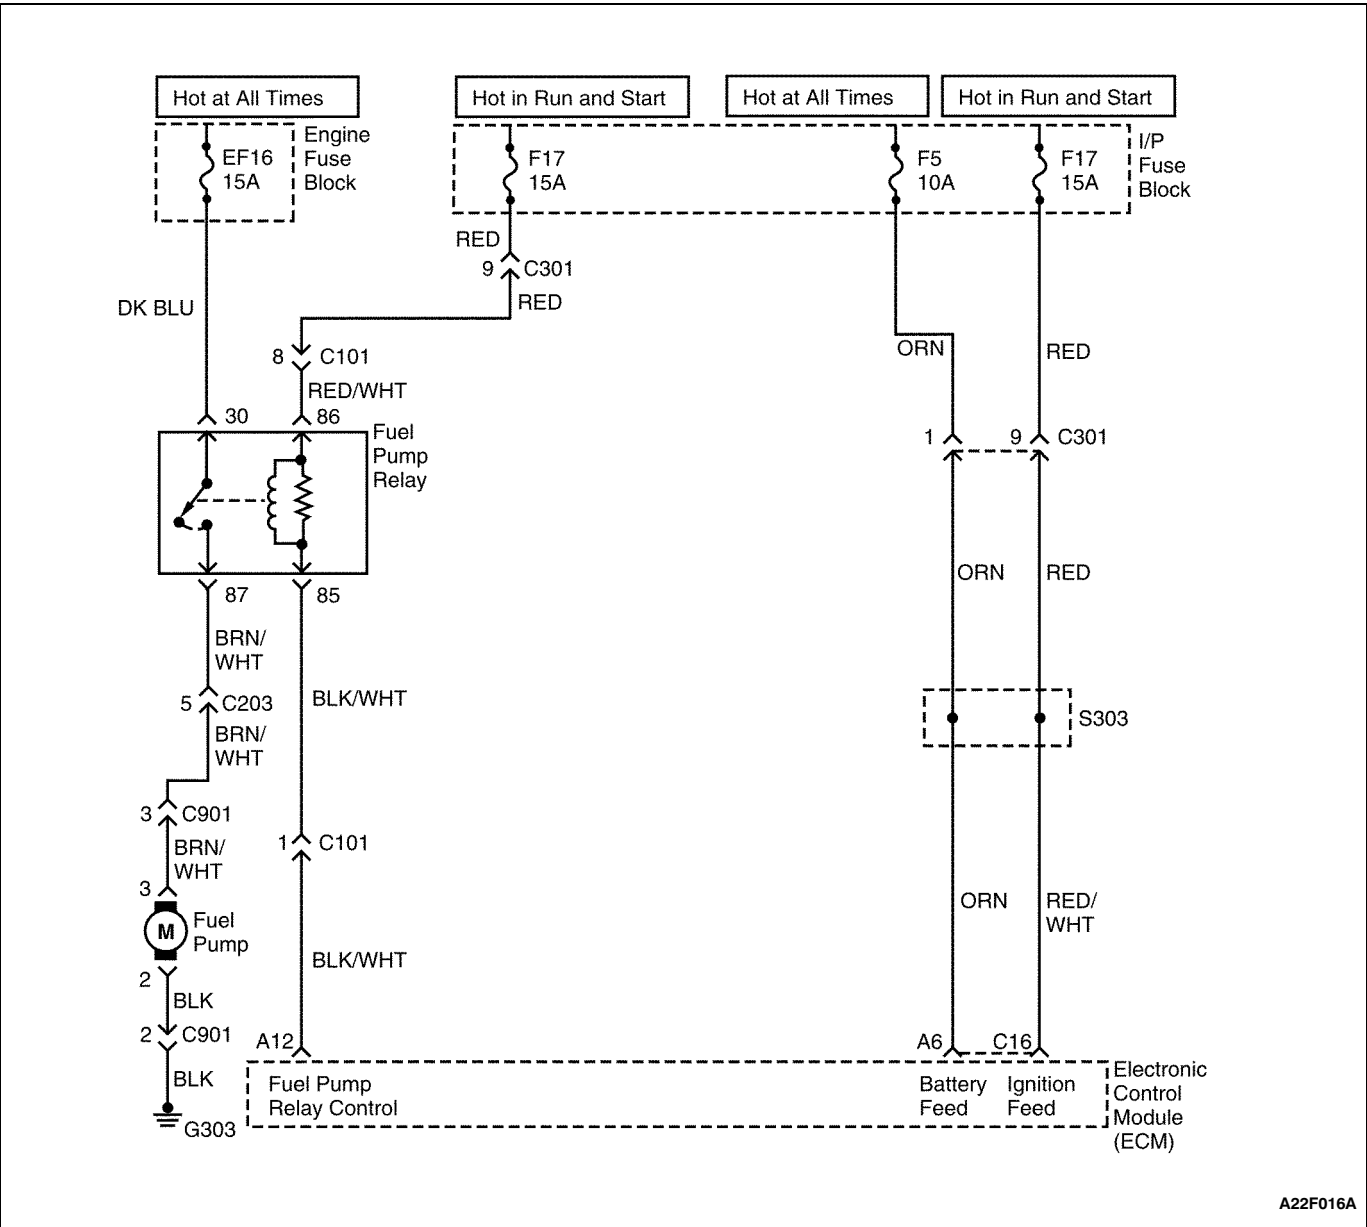 Hot at All Times
Hot in Run and Start
Hot at All Times
Hot in Run and Start
Engine
Fuse
Block
EF16
15A
F17
15A
F5
10A
F17
15A
I/P
Fuse
Block
RED
9
C301
RED
DK BLU
8
C101
RED/WHT
ORN
RED
30
86
Fuel
Pump
Relay
1
9
C301
87
85
ORN
RED
BRN/
WHT
5
C203
BLK/WHT
S303
BRN/
WHT
3
C901
1
C101
BRN/
WHT
3
M
Fuel
Pump
ORN
RED/
WHT
2
BLK
BLK/WHT
2
C901
A12
A6
C16
BLK
G303
Fuel Pump
Relay Control
Battery
Feed
Ignition
Feed
Electronic
Control
Module
(ECM)
A22F016A